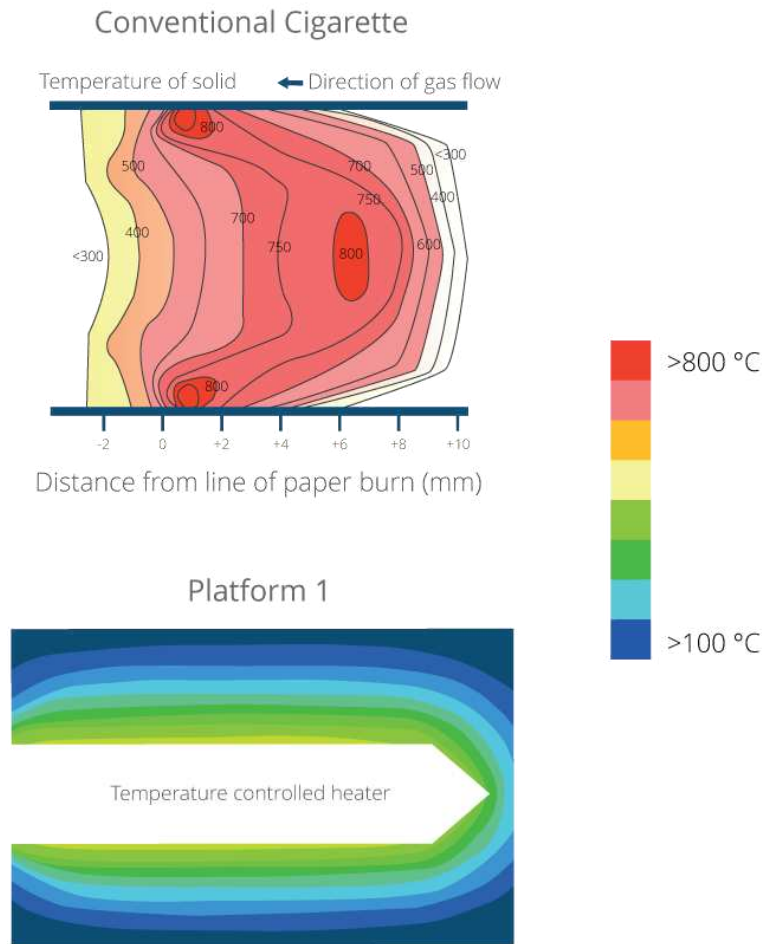 Conventional Cigarette
Temperature of solid
Direction of gas flow
800
500
700
<300
500
750
400
700
400
750
600
<300
800
800
-2 0 +2 +4 +6 +8 +10
Distance from line of paper burn (mm)
>800 °C
>100 °C
Platform 1
Temperature controlled heater